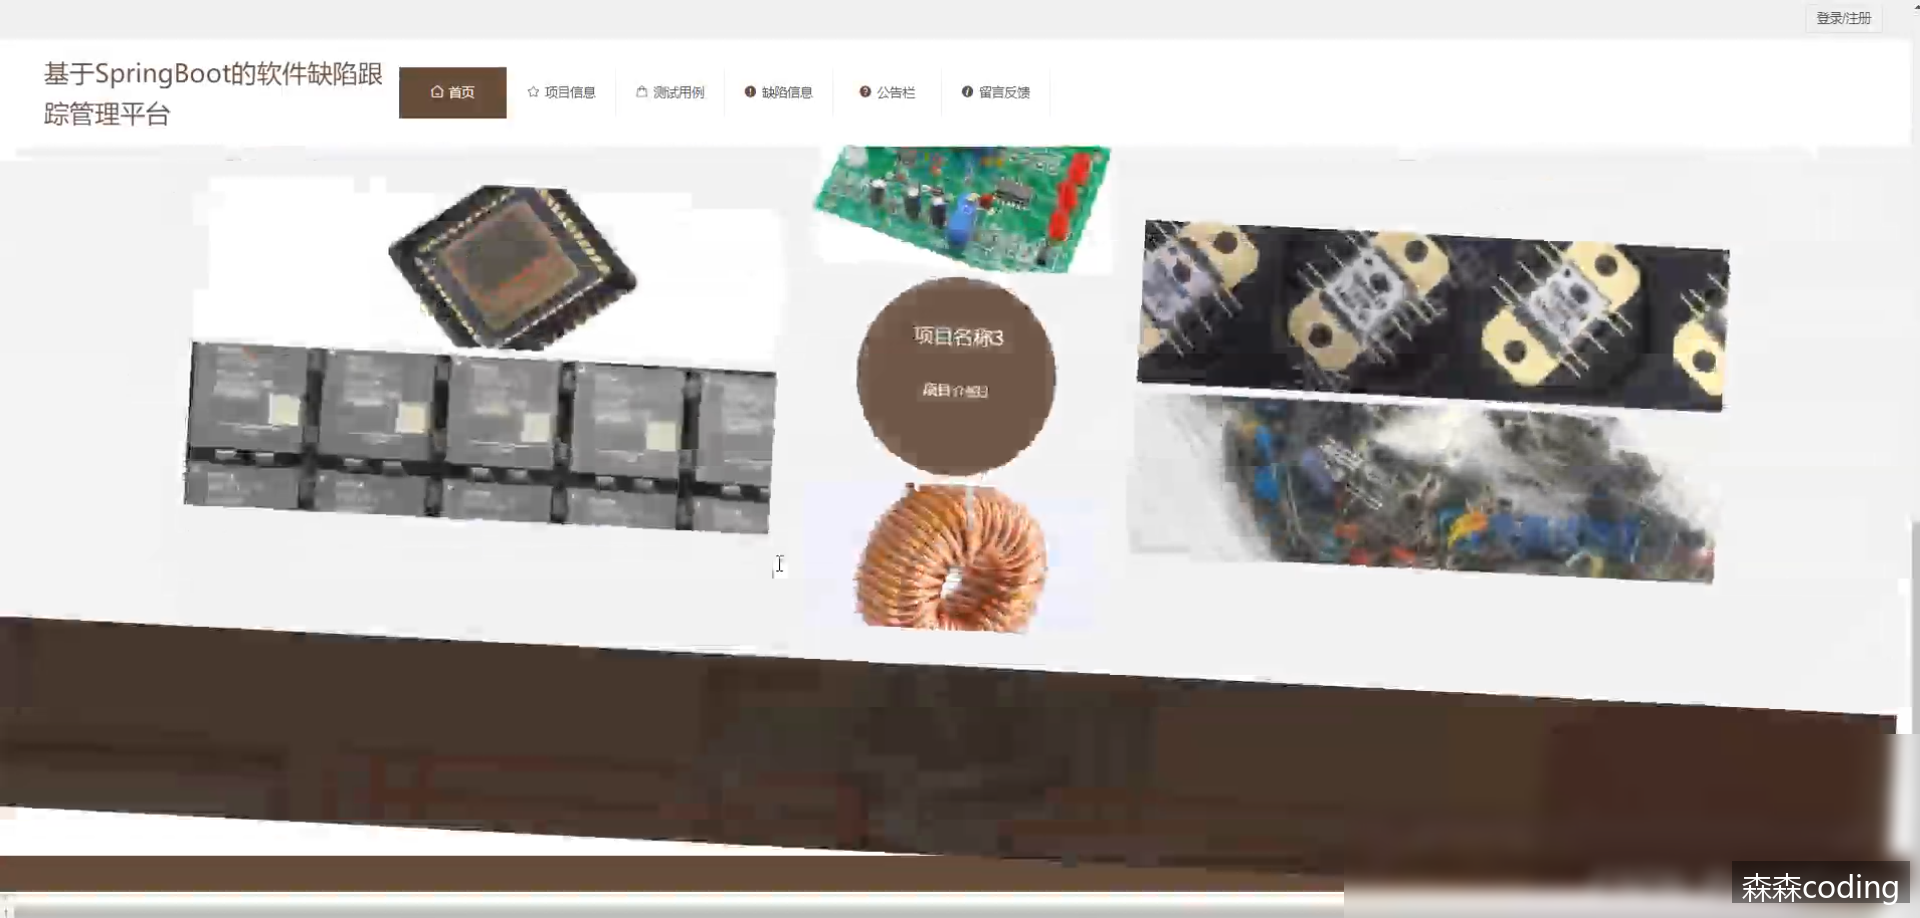 登录/注册
基于SpringBoot的软件缺陷跟
踪管理平台
首页
项目信息
测试用例
缺陷信息
公告栏
留言反馈
项目名称3
项目介绍3
森森coding